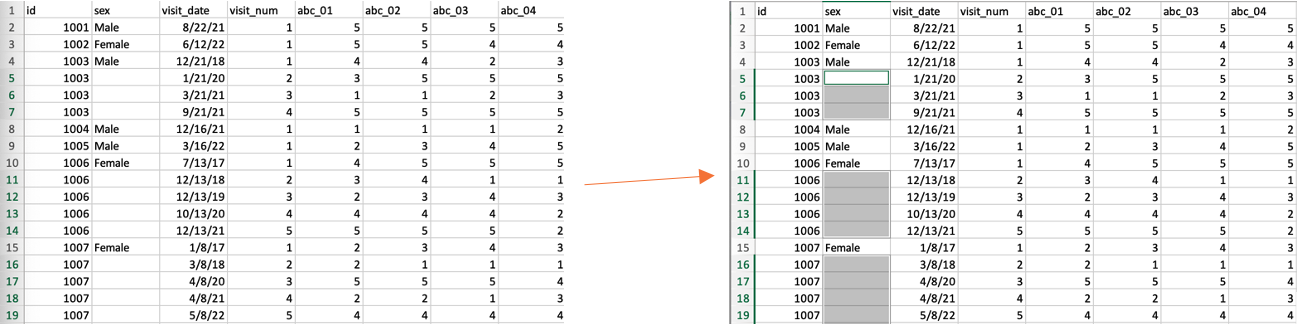 1 id sex visit_date visit_num abc_01 abc_02 abc_03 abc_04
2 1001 Male 8/22/21 1 5 5 5 5
3 1002 Female 6/12/22 1 5 5 4 4
4 1003 Male 12/21/18 1 4 4 2 3
5 1003 1/21/20 2 3 5 5 5
6 1003 3/21/21 3 1 1 2 3
7 1003 9/21/21 4 5 5 5 5
8 1004 Male 12/16/21 1 1 1 1 2
9 1005 Male 3/16/22 1 2 3 4 5
10 1006 Female 7/13/17 1 4 5 5 5
11 1006 12/13/18 2 3 4 1 1
12 1006 12/13/19 3 2 3 4 3
13 1006 10/13/20 4 4 4 4 2
14 1006 12/13/21 5 5 5 5 2
15 1007 Female 1/8/17 1 2 3 4 3
16 1007 3/8/18 2 2 1 1 1
17 1007 4/8/20 3 5 5 5 4
18 1007 4/8/21 4 2 2 1 3
19 1007 5/8/22 5 4 4 4 4
1 id sex visit_date visit_num abc_01 abc_02 abc_03 abc_04
2 1001 Male 8/22/21 1 5 5 5 5
3 1002 Female 6/12/22 1 5 5 4 4
4 1003 Male 12/21/18 1 4 4 2 3
5 1003 1/21/20 2 3 5 5 5
6 1003 3/21/21 3 1 1 2 3
7 1003 9/21/21 4 5 5 5 5
8 1004 Male 12/16/21 1 1 1 1 2
9 1005 Male 3/16/22 1 2 3 4 5
10 1006 Female 7/13/17 1 4 5 5 5
11 1006 12/13/18 2 3 4 1 1
12 1006 12/13/19 3 2 3 4 3
13 1006 10/13/20 4 4 4 4 2
14 1006 12/13/21 5 5 5 5 2
15 1007 Female 1/8/17 1 2 3 4 3
16 1007 3/8/18 2 2 1 1 1
17 1007 4/8/20 3 5 5 5 4
18 1007 4/8/21 4 2 2 1 3
19 1007 5/8/22 5 4 4 4 4